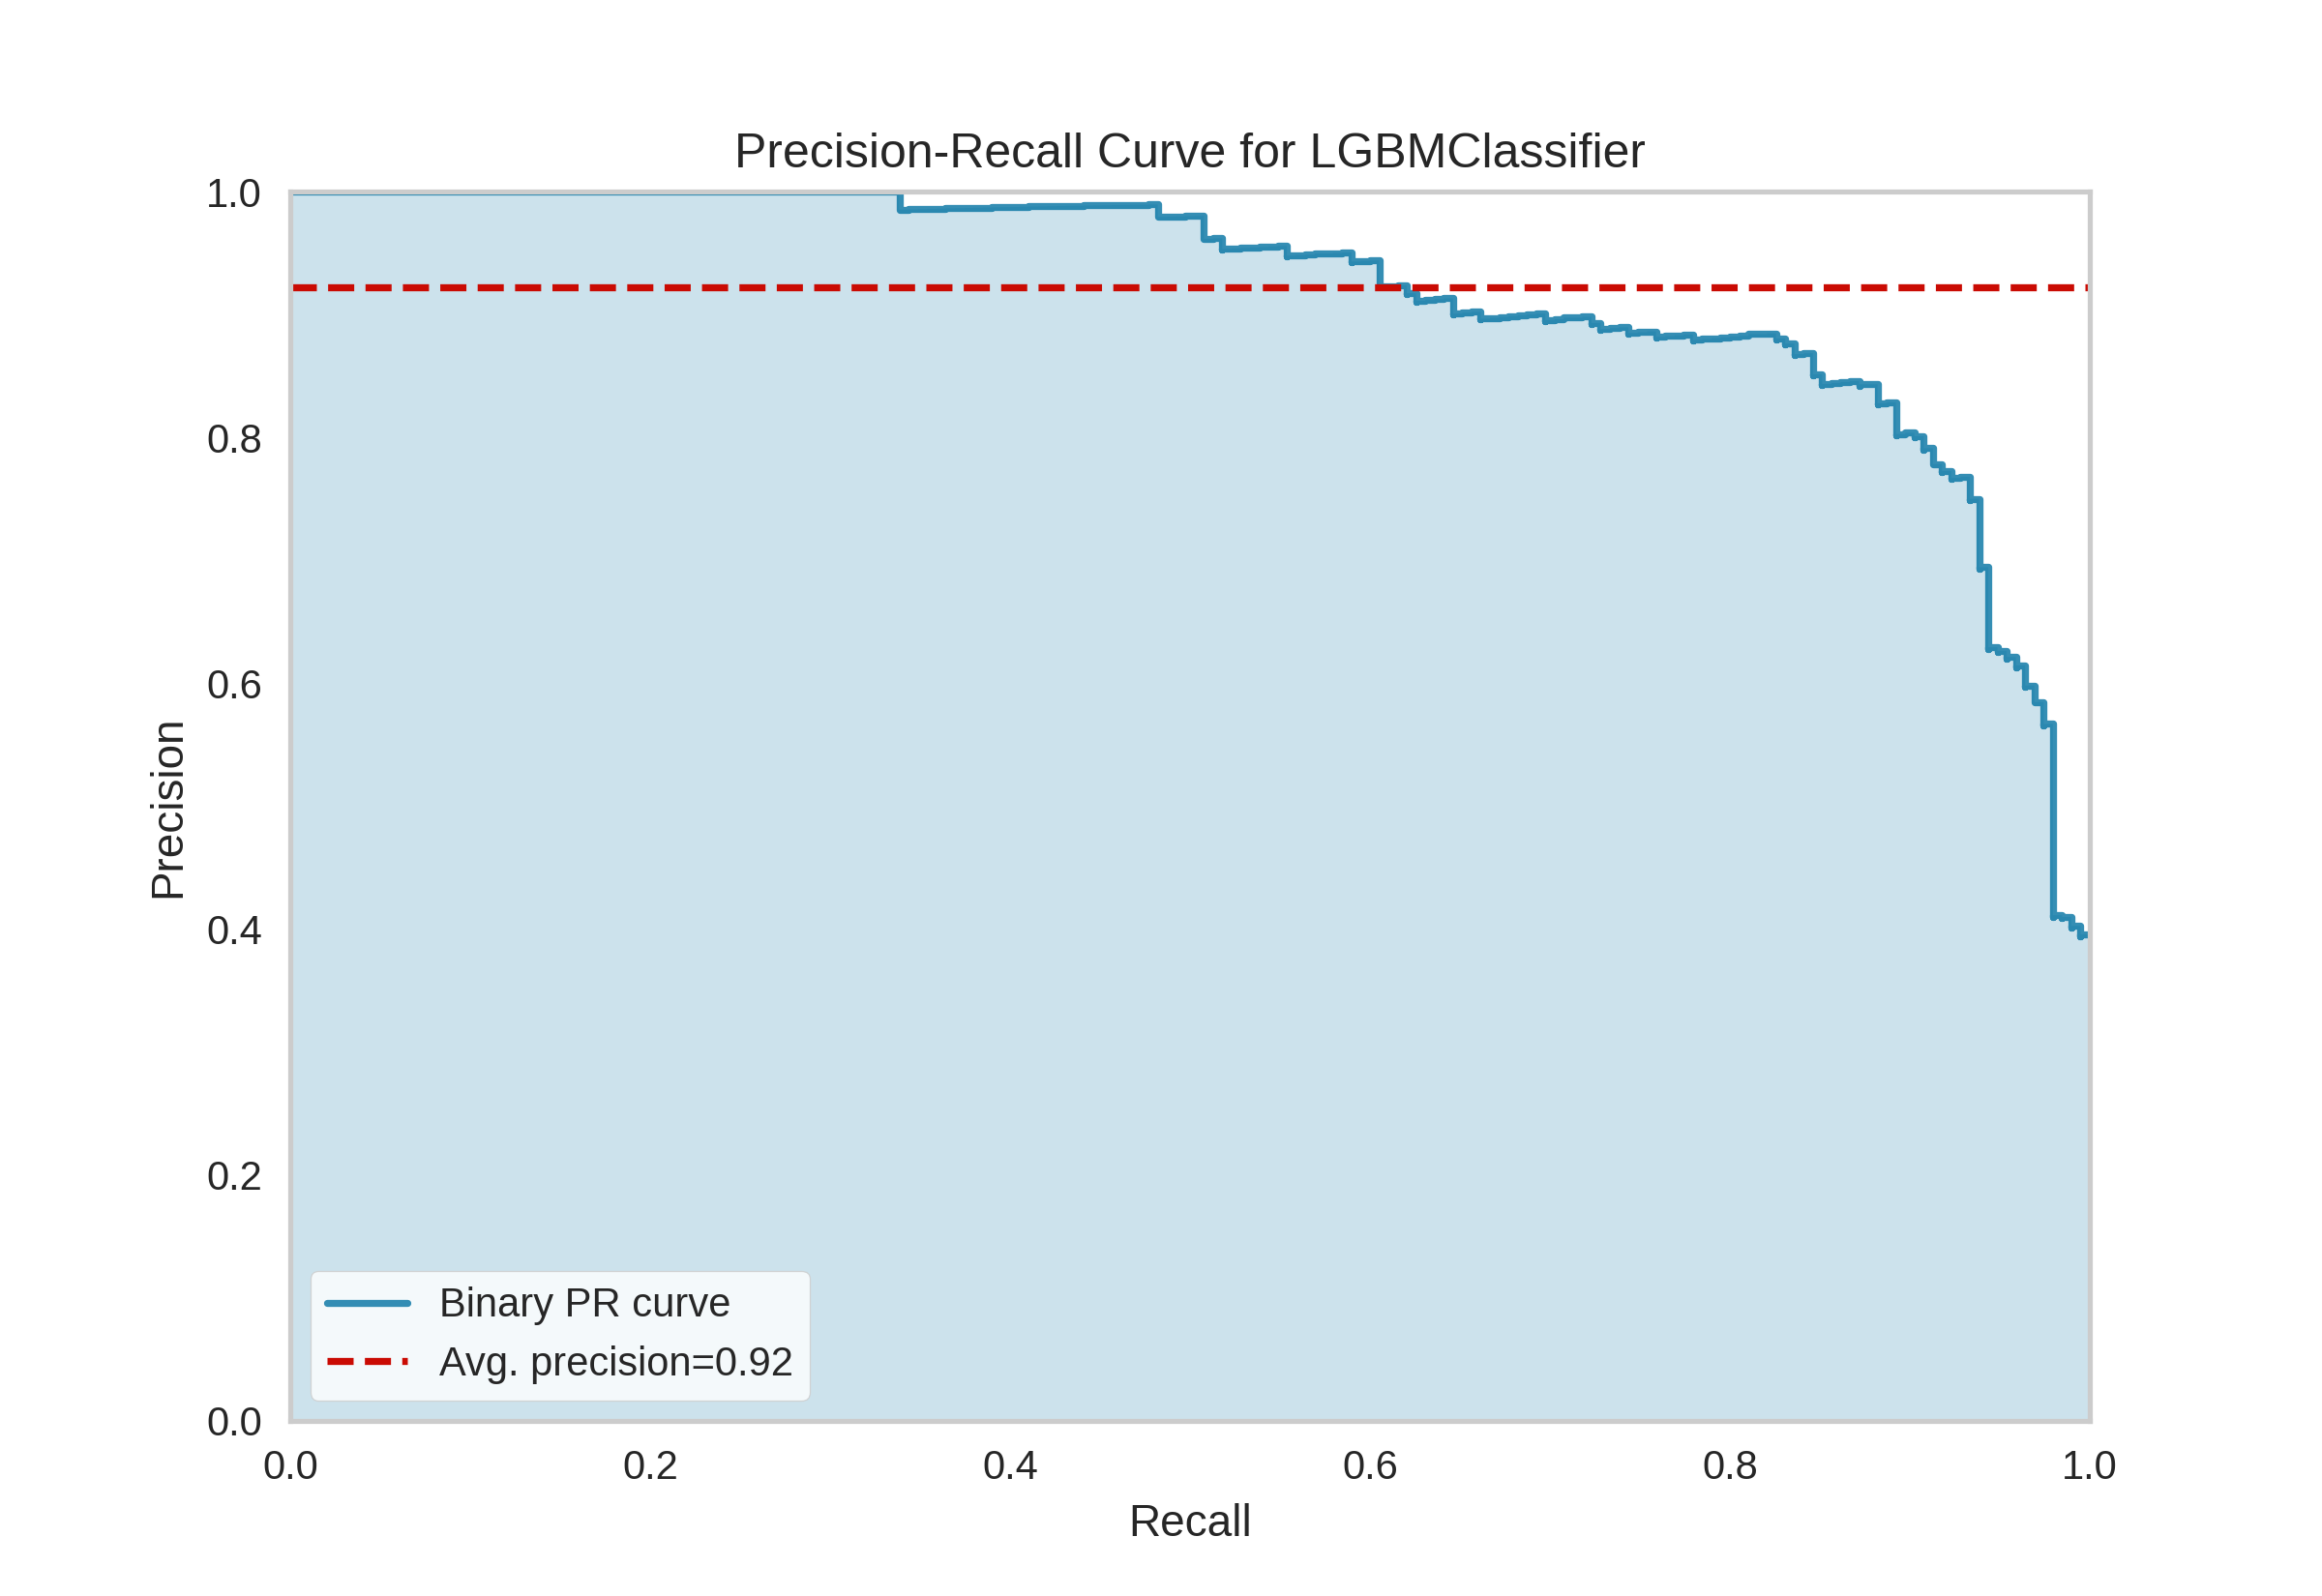 Precision-Recall Curve for LGBMClassifier
1.0
0.8
0.6
0.4
0.2
0.0
Precision
Binary PR curve
Avg. precision=0.92
0.0 0.2 0.4 0.6 0.8 1.0
Recall